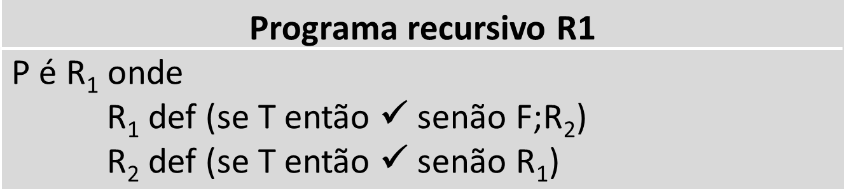 Programa recursivo R1
P é R₁ onde
R₁ def (se T então ✓ senão F;R₂)
R₂ def (se T então ✓ senão R₁)